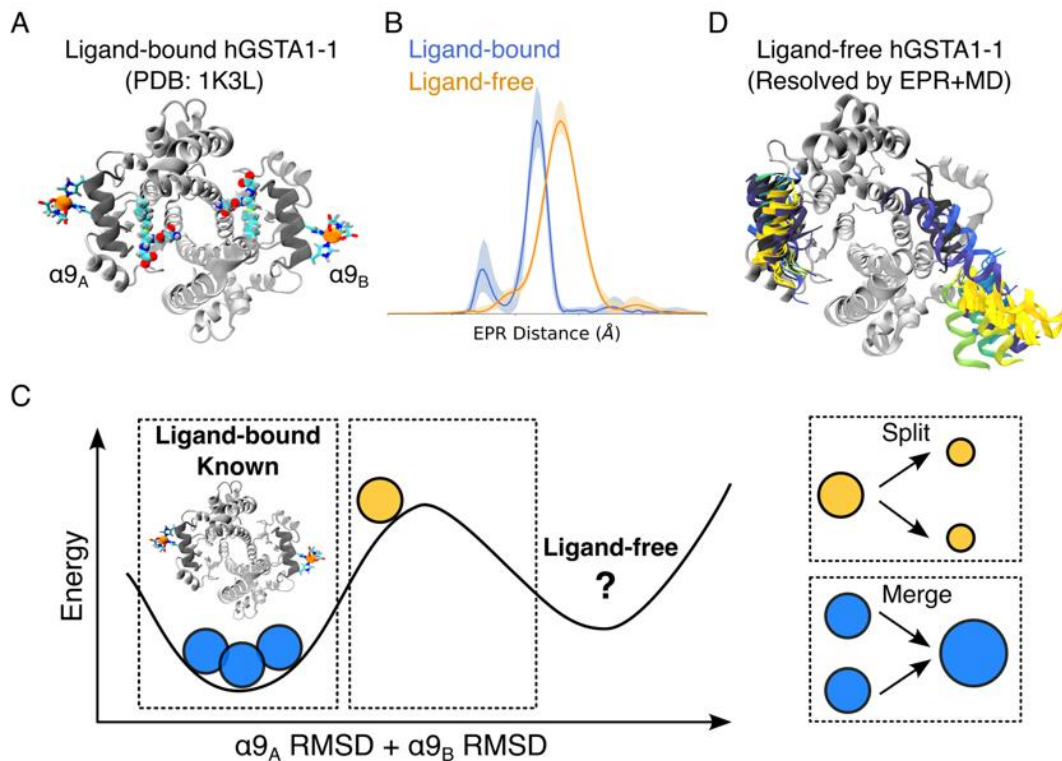 A
Ligand-bound hGSTA1-1
(PDB: 1K3L)
α9A
α9B
B
Ligand-bound
Ligand-free
EPR Distance (Å)
D
Ligand-free hGSTA1-1
(Resolved by EPR+MD)
C
Energy
Ligand-bound
Known
Ligand-free
?
α9A RMSD + α9B RMSD
Split
Merge